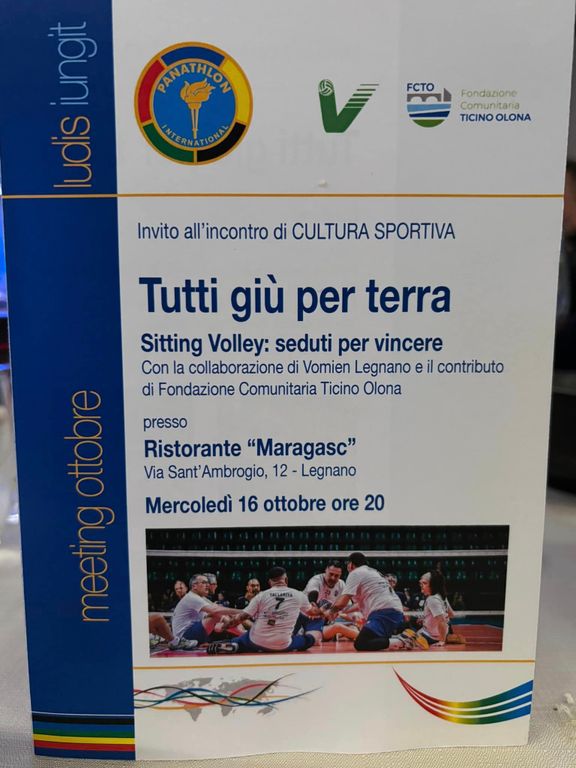 ludis iungit
meeting ottobre
PANATHLON
INTERNATIONAL
FCTO
Fondazione
Comunitaria
TICINO OLONA
Invito all'incontro di CULTURA SPORTIVA
Tutti giù per terra
Sitting Volley: seduti per vincere
Con la collaborazione di Vomien Legnano e il contributo
di Fondazione Comunitaria Ticino Olona
presso
Ristorante “Maragasc”
Via Sant'Ambrogio, 12 - Legnano
Mercoledì 16 ottobre ore 20
7